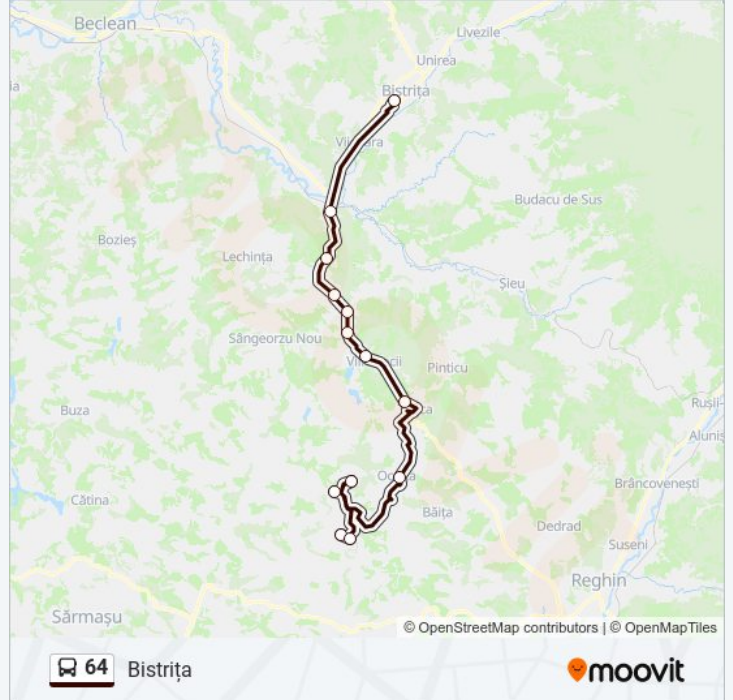 Beclean
Livezile
Unirea
Bistrița
Budacu de Sus
Bozieș
Lechința
Șieu
Sângeorzu Nou
Pinticu
Buza
Aluniș
Brâncovenești
Cătina
Băița
Dedrad
Suseni
Reghin
Sărmașu
© OpenStreetMap contributors | © OpenMapTiles
64 Bistrița
moovit